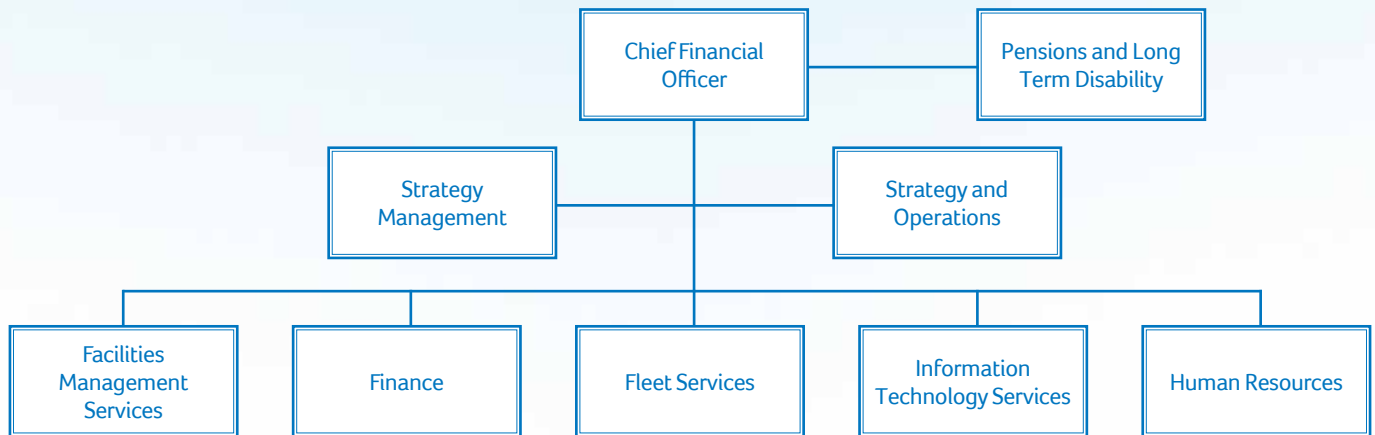 Chief Financial
Officer
Pensions and Long
Term Disability
Strategy
Management
Strategy and
Operations
Facilities
Management
Services
Finance
Fleet Services
Information
Technology Services
Human Resources